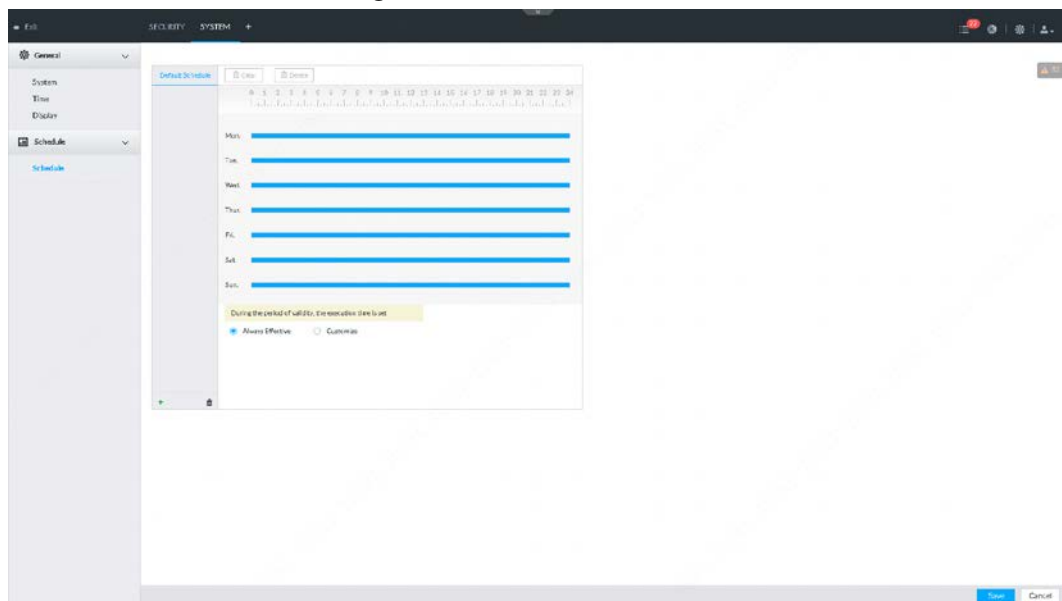 Exit
SECURITY SYSTEM +
22
General
System
Time
Display
Schedule
Schedule
Default Schedule
Clear
Delete
0 1 2 3 4 5 6 7 8 9 10 11 12 13 14 15 16 17 18 19 20 21 22 23 24
Mon.
Tue.
Wed.
Thur.
Fri.
Sat.
Sun.
During the period of validity, the execution time is set
Always Effective
Customize
Save
Cancel